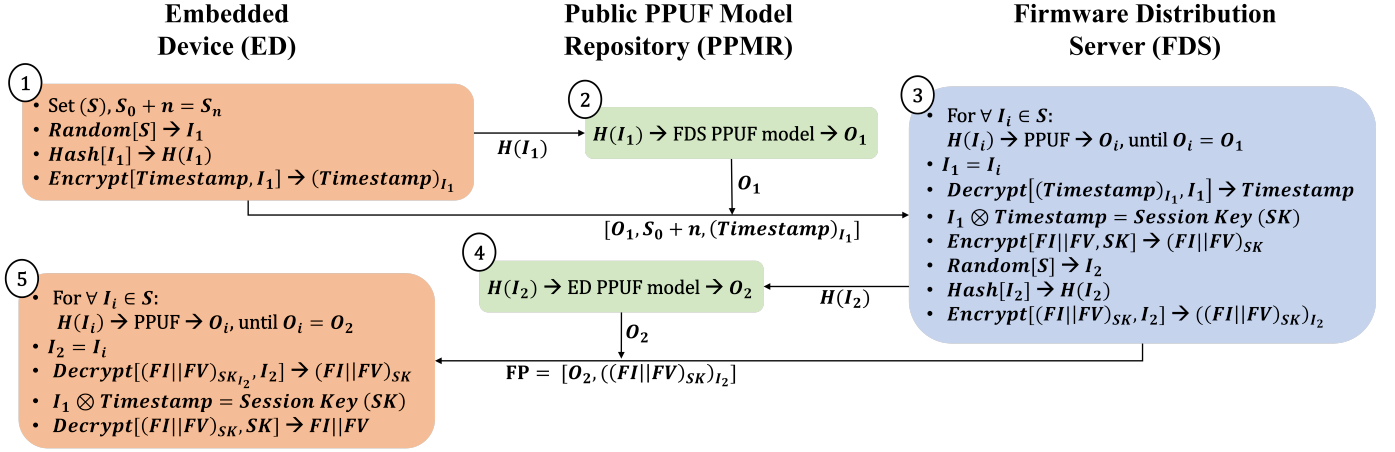 Embedded
Device (ED)
Public PPUF Model
Repository (PPMR)
Firmware Distribution
Server (FDS)
1
• Set (S), S₀ + n = Sₙ
• Random[S] → I₁
• Hash[I₁] → H(I₁)
• Encrypt[Timestamp, I₁] → (Timestamp)_{I₁}
H(I₁)
2
H(I₁) → FDS PPUF model → O₁
O₁
[O₁, S₀ + n, (Timestamp)_{I₁}]
3
• For ∀ Iᵢ ∈ S:
H(Iᵢ) → PPUF → Oᵢ, until Oᵢ = O₁
• I₁ = Iᵢ
• Decrypt[(Timestamp)_{I₁}, I₁] → Timestamp
• I₁ ⊗ Timestamp = Session Key (SK)
• Encrypt[FI||FV, SK] → (FI||FV)_{SK}
• Random[S] → I₂
• Hash[I₂] → H(I₂)
• Encrypt[(FI||FV)_{SK}, I₂] → ((FI||FV)_{SK})_{I₂}
H(I₂)
4
H(I₂) → ED PPUF model → O₂
O₂
FP = [O₂, ((FI||FV)_{SK})_{I₂}]
5
• For ∀ Iᵢ ∈ S:
H(Iᵢ) → PPUF → Oᵢ, until Oᵢ = O₂
• I₂ = Iᵢ
• Decrypt[(FI||FV)_{SK_{I₂}}, I₂] → (FI||FV)_{SK}
• I₁ ⊗ Timestamp = Session Key (SK)
• Decrypt[(FI||FV)_{SK}, SK] → FI||FV